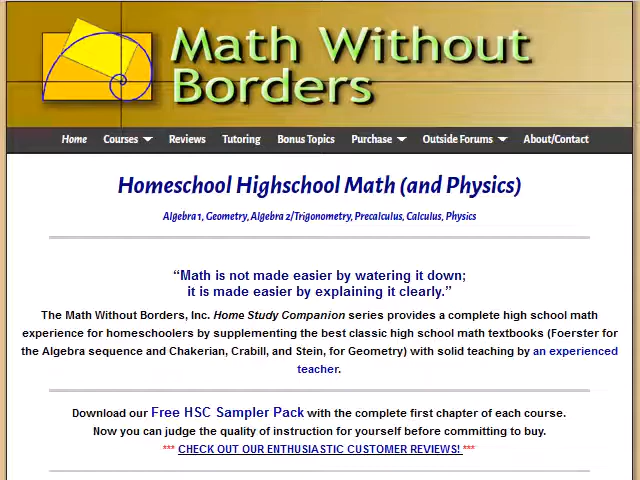 Math Without
Borders
Home Courses Reviews Tutoring Bonus Topics Purchase Outside Forums About/Contact
Homeschool Highschool Math (and Physics)
Algebra 1, Geometry, Algebra 2/Trigonometry, Precalculus, Calculus, Physics
“Math is not made easier by watering it down;
it is made easier by explaining it clearly.”
The Math Without Borders, Inc. Home Study Companion series provides a complete high school math
experience for homeschoolers by supplementing the best classic high school math textbooks (Foerster for
the Algebra sequence and Chakerian, Crabill, and Stein, for Geometry) with solid teaching by an experienced
teacher.
Download our Free HSC Sampler Pack with the complete first chapter of each course.
Now you can judge the quality of instruction for yourself before committing to buy.
*** CHECK OUT OUR ENTHUSIASTIC CUSTOMER REVIEWS! ***